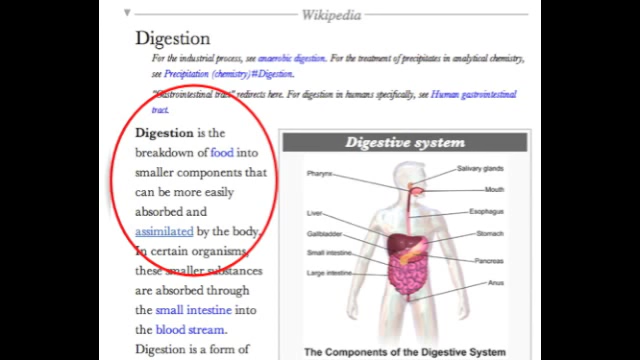 Wikipedia
Digestion
For the industrial process, see anaerobic digestion. For the treatment of precipitates in analytical chemistry,
see Precipitation (chemistry)#Digestion.
"Gastrointestinal tract" redirects here. For digestion in humans specifically, see Human gastrointestinal
tract.
Digestion is the
breakdown of food into
smaller components that
can be more easily
absorbed and
assimilated by the body.
In certain organisms,
these smaller substances
are absorbed through
the small intestine into
the blood stream.
Digestion is a form of
Digestive system
Pharynx
Liver
Gallbladder
Small intestine
Large intestine
Salivary glands
Mouth
Esophagus
Stomach
Pancreas
Anus
The Components of the Digestive System